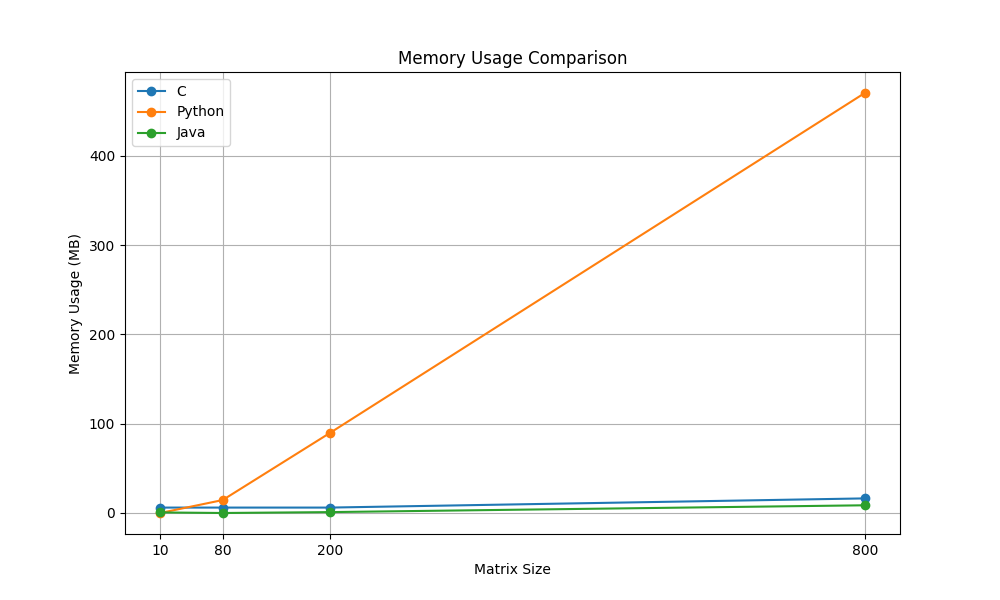 Memory Usage Comparison
C
Python
Java
Memory Usage (MB)
400
300
200
100
0
10 80 200 800
Matrix Size